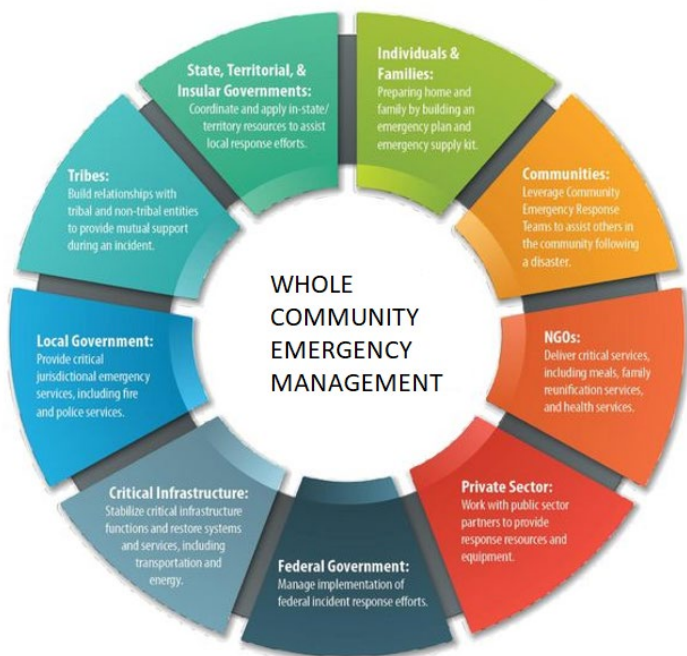 State, Territorial, &
Insular Governments:
Coordinate and apply in-state/
territory resources to assist
local response efforts.
Individuals &
Families:
Preparing home and
family by building an
emergency plan and
emergency supply kit.
Communities:
Leverage Community
Emergency Response
Teams to assist others in
the community following
a disaster.
NGOs:
Deliver critical services,
including meals, family
reunification services,
and health services.
Private Sector:
Work with public sector
partners to provide
response resources and
equipment.
Federal Government:
Manage implementation of
federal incident response efforts.
Critical Infrastructure:
Stabilize critical infrastructure
functions and restore systems
and services, including
transportation and
energy.
Local Government:
Provide critical
jurisdictional emergency
services, including fire
and police services.
Tribes:
Build relationships with
tribal and non-tribal entities
to provide mutual support
during an incident.
WHOLE
COMMUNITY
EMERGENCY
MANAGEMENT